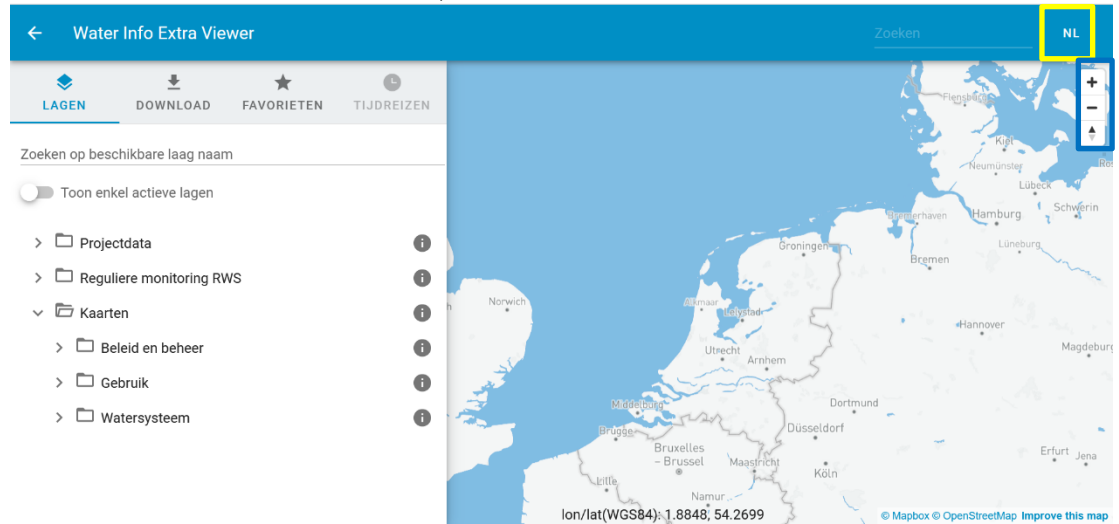 Water Info Extra Viewer
Zoeken
NL
LAGEN
DOWNLOAD
FAVORIETEN
TIJDREIZEN
Zoeken op beschikbare laag naam
Toon enkel actieve lagen
Projectdata
Reguliere monitoring RWS
Kaarten
Beleid en beheer
Gebruik
Watersysteem
Flensburg
Kiel
Neumünster
Ros
Lübeck
Schwerin
Bremerhaven
Hamburg
Lüneburg
Groningen
Bremen
Norwich
Alkmaar
Lelystad
Hannover
Utrecht
Arnhem
Magdeburg
Middelburg
Dortmund
Brugge
Düsseldorf
Bruxelles
- Brussel
Maastricht
Köln
Erfurt
Jena
Lille
Namur
lon/lat(WGS84): 1.8848, 54.2699
© Mapbox © OpenStreetMap Improve this map